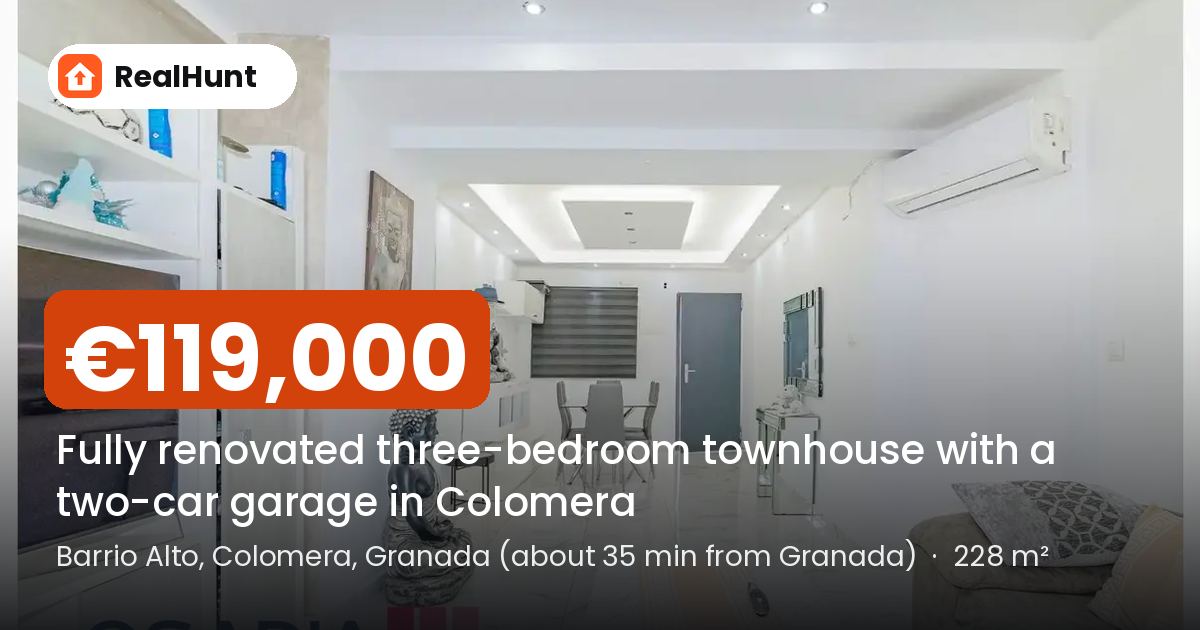 RealHunt
€119,000
Fully renovated three-bedroom townhouse with a
two-car garage in Colomera
Barrio Alto, Colomera, Granada (about 35 min from Granada) · 228 m²